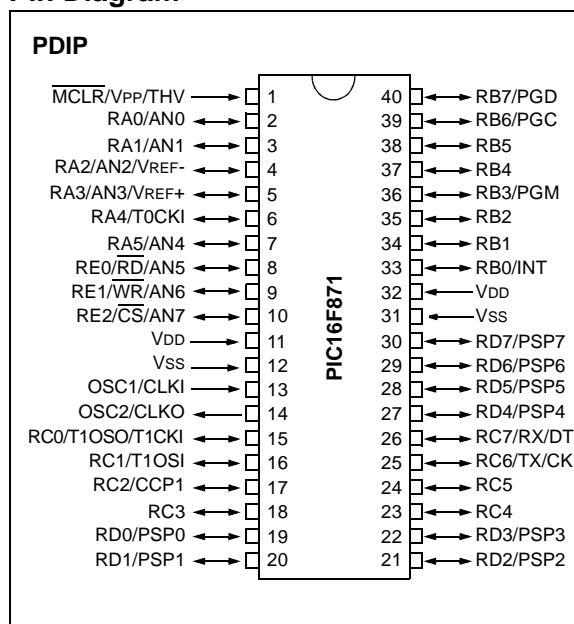 PDIP
MCLR/VPP/THV 1 40 RB7/PGD
RA0/AN0 2 39 RB6/PGC
RA1/AN1 3 38 RB5
RA2/AN2/VREF- 4 37 RB4
RA3/AN3/VREF+ 5 36 RB3/PGM
RA4/T0CKI 6 35 RB2
RA5/AN4 7 34 RB1
RE0/RD/AN5 8 33 RB0/INT
RE1/WR/AN6 9 32 VDD
RE2/CS/AN7 10 31 VSS
VDD 11 30 RD7/PSP7
VSS 12 29 RD6/PSP6
OSC1/CLKI 13 28 RD5/PSP5
OSC2/CLKO 14 27 RD4/PSP4
RC0/T1OSO/T1CKI 15 26 RC7/RX/DT
RC1/T1OSI 16 25 RC6/TX/CK
RC2/CCP1 17 24 RC5
RC3 18 23 RC4
RD0/PSP0 19 22 RD3/PSP3
RD1/PSP1 20 21 RD2/PSP2
PIC16F871